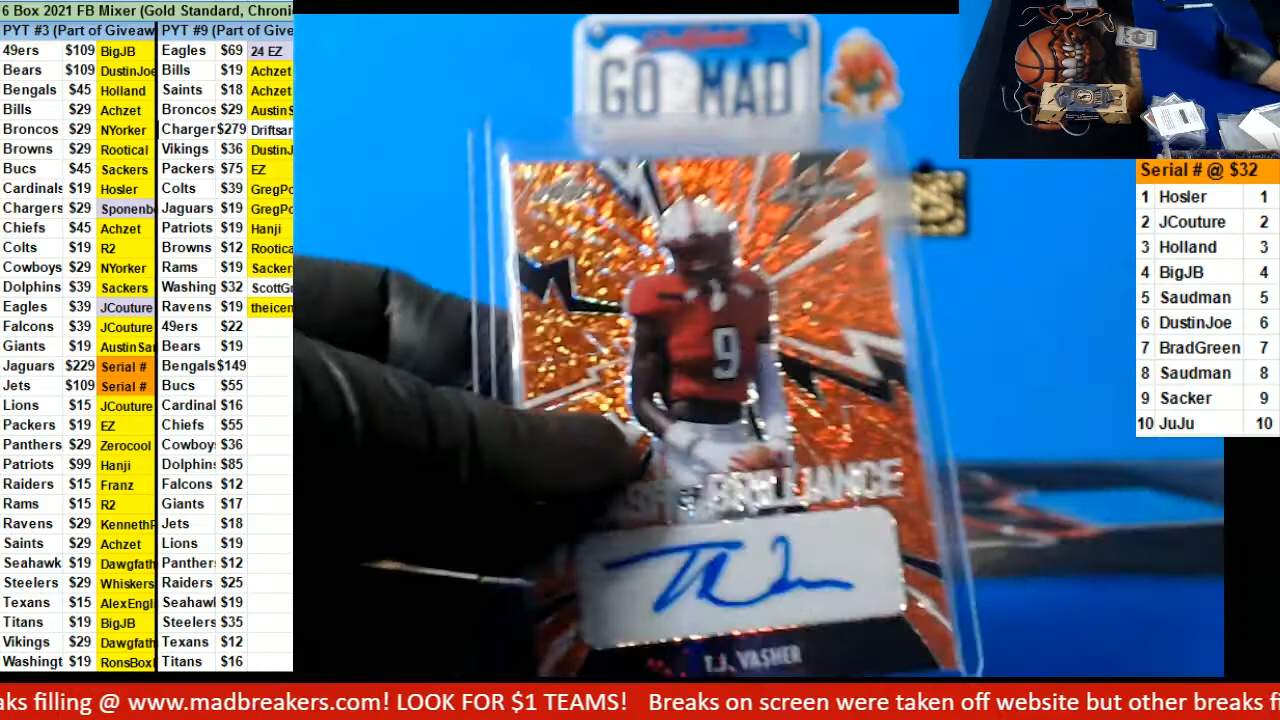 6 Box 2021 FB Mixer (Gold Standard, Chroni
PYT #3 (Part of Giveaw PYT #9 (Part of Give
49ers $109 BigJB Eagles $69 24 EZ
Bears $109 DustinJoe Bills $19 Achzet
Bengals $45 Holland Saints $18 Achzet
Bills $29 Achzet Broncos $29 AustinS
Broncos $29 NYorker Charger $279 Driftsar
Browns $29 Rootical Vikings $36 DustinJ
Bucs $45 Sackers Packers $75 EZ
Cardinals $19 Hosler Colts $39 GregPo
Chargers $29 Sponenb Jaguars $19 GregPo
Chiefs $45 Achzet Patriots $19 Hanji
Colts $19 R2 Browns $12 Rootica
Cowboys $29 NYorker Rams $19 Sacker
Dolphins $39 Sackers Washing $32 ScottGr
Eagles $39 JCouture Ravens $19 theicen
Falcons $39 JCouture 49ers $22
Giants $19 AustinSai Bears $19
Jaguars $229 Serial # Bengals $149
Jets $109 Serial # Bucs $55
Lions $15 JCouture Cardinal $16
Packers $19 EZ Chiefs $55
Panthers $29 Zerocool Cowboy $36
Patriots $99 Hanji Dolphin $85
Raiders $15 Franz Falcons $12
Rams $15 R2 Giants $17
Ravens $29 KennethF Jets $18
Saints $29 Achzet Lions $19
Seahawk $19 Dawgfath Panther $12
Steelers $29 Whiskers Raiders $25
Texans $15 AlexEngl Seahawl $19
Titans $19 BigJB Steelers $35
Vikings $29 Dawgfath Texans $12
Washingt $19 RonsBoxi Titans $16
GO MAD
9
BRILLIANCE
T.J. VASHER
Serial # @ $32
1 Hosler 1
2 JCouture 2
3 Holland 3
4 BigJB 4
5 Saudman 5
6 DustinJoe 6
7 BradGreen 7
8 Saudman 8
9 Sacker 9
10 JuJu 10
aks filling @ www.madbreakers.com! LOOK FOR $1 TEAMS! Breaks on screen were taken off website but other breaks fi